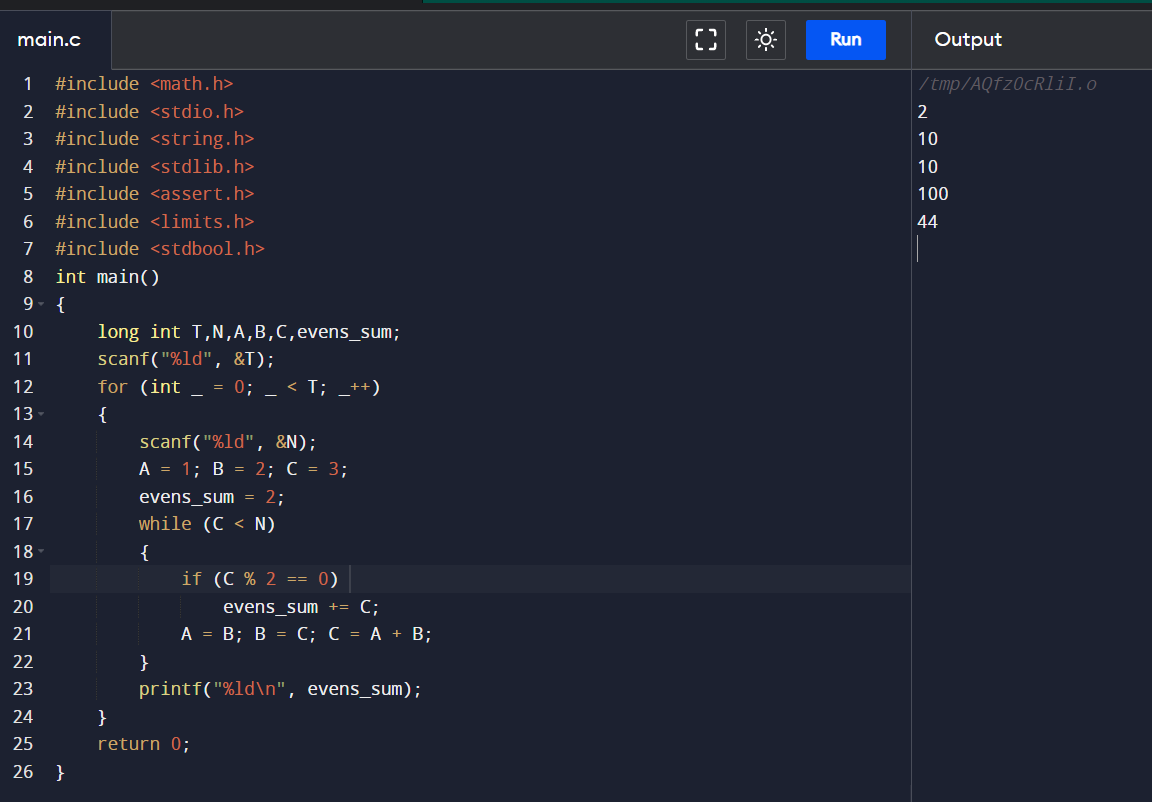 main.c
Run
Output
1 #include <math.h>
2 #include <stdio.h>
3 #include <string.h>
4 #include <stdlib.h>
5 #include <assert.h>
6 #include <limits.h>
7 #include <stdbool.h>
8 int main()
9 {
10     long int T,N,A,B,C,evens_sum;
11     scanf("%ld", &T);
12     for (int _ = 0; _ < T; _++)
13     {
14         scanf("%ld", &N);
15         A = 1; B = 2; C = 3;
16         evens_sum = 2;
17         while (C < N)
18         {
19             if (C % 2 == 0)
20                 evens_sum += C;
21             A = B; B = C; C = A + B;
22         }
23         printf("%ld\n", evens_sum);
24     }
25     return 0;
26 }
/tmp/AQfzOcRliI.o
2
10
10
100
44